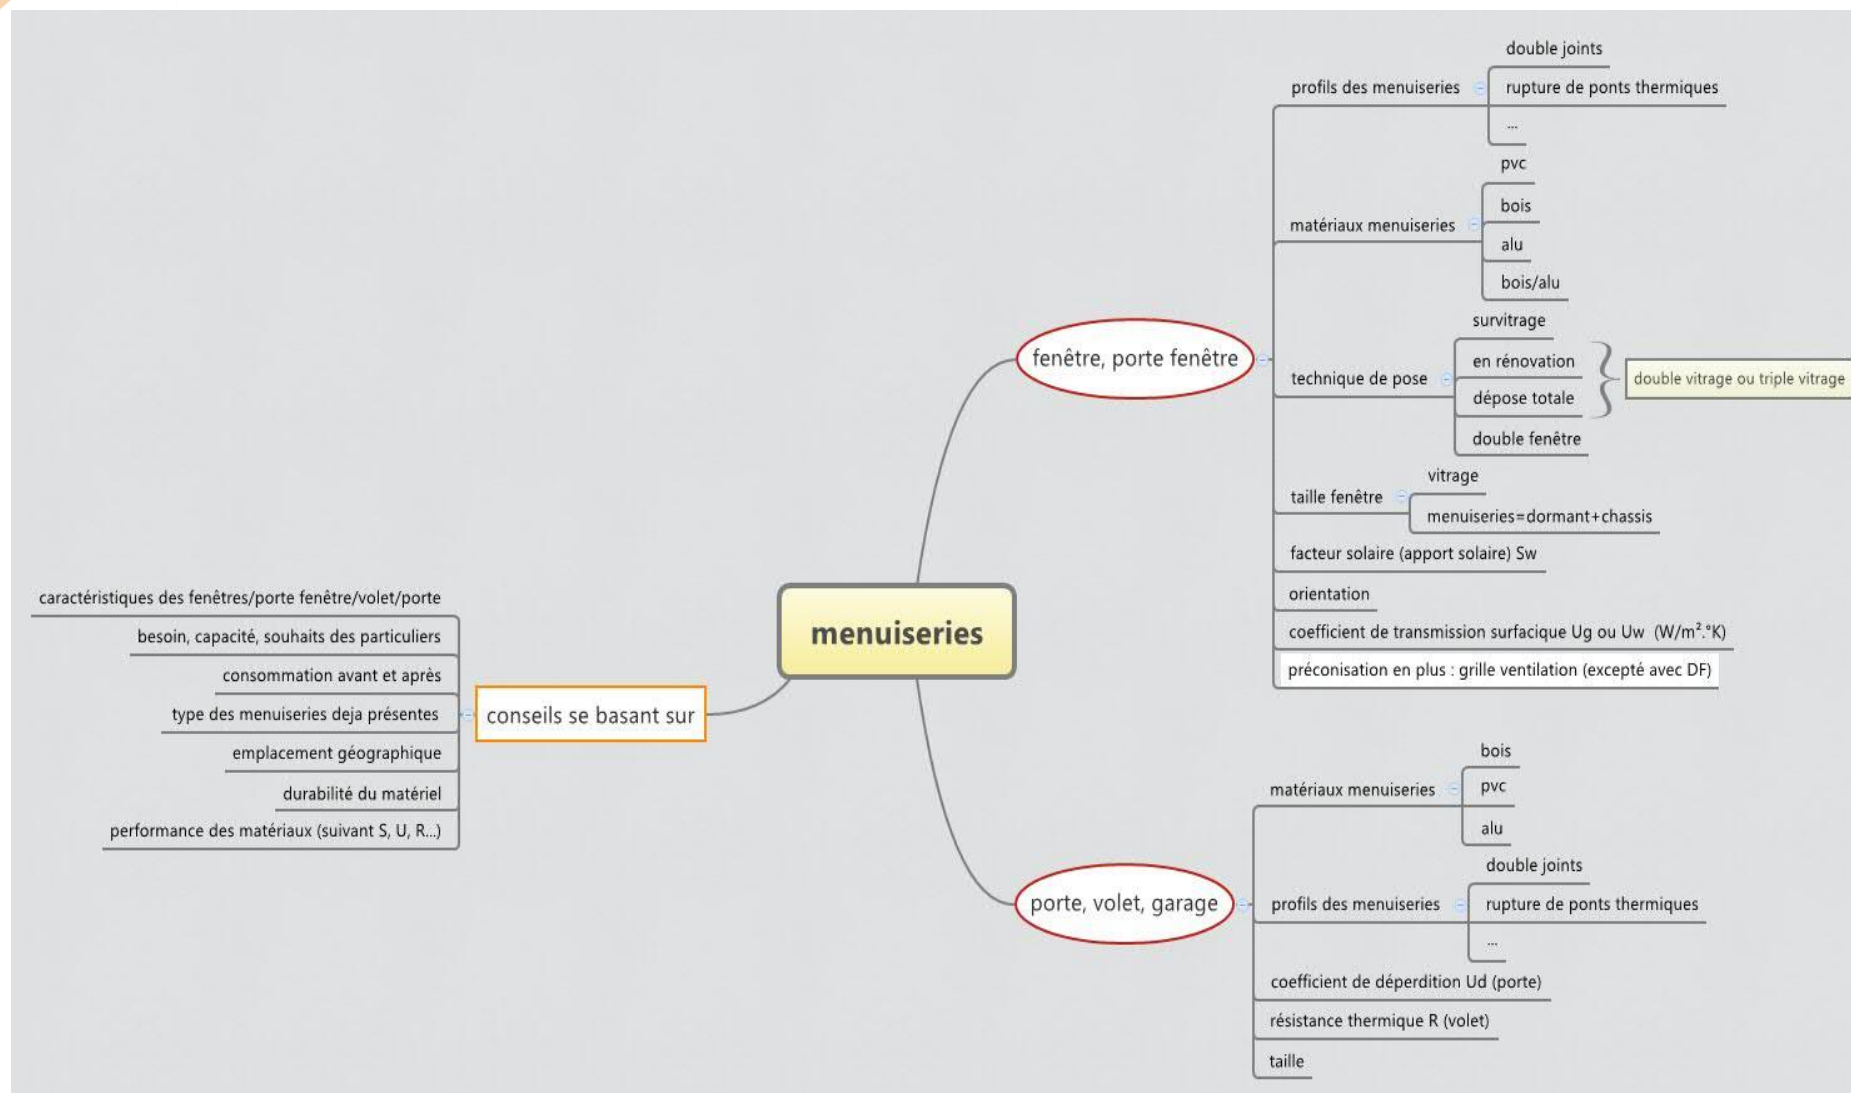 menuiseries
fenêtre, porte fenêtre
profils des menuiseries
double joints
rupture de ponts thermiques
...
matériaux menuiseries
pvc
bois
alu
bois/alu
technique de pose
survitrage
en rénovation
dépose totale
double fenêtre
double vitrage ou triple vitrage
taille fenêtre
vitrage
menuiseries=dormant+chassis
facteur solaire (apport solaire) Sw
orientation
coefficient de transmission surfacique Ug ou Uw (W/m².°K)
préconisation en plus : grille ventilation (excepté avec DF)
porte, volet, garage
matériaux menuiseries
bois
pvc
alu
profils des menuiseries
double joints
rupture de ponts thermiques
...
coefficient de déperdition Ud (porte)
résistance thermique R (volet)
taille
conseils se basant sur
caractéristiques des fenêtres/porte fenêtre/volet/porte
besoin, capacité, souhaits des particuliers
consommation avant et après
type des menuiseries deja présentes
emplacement géographique
durabilité du matériel
performance des matériaux (suivant S, U, R...)